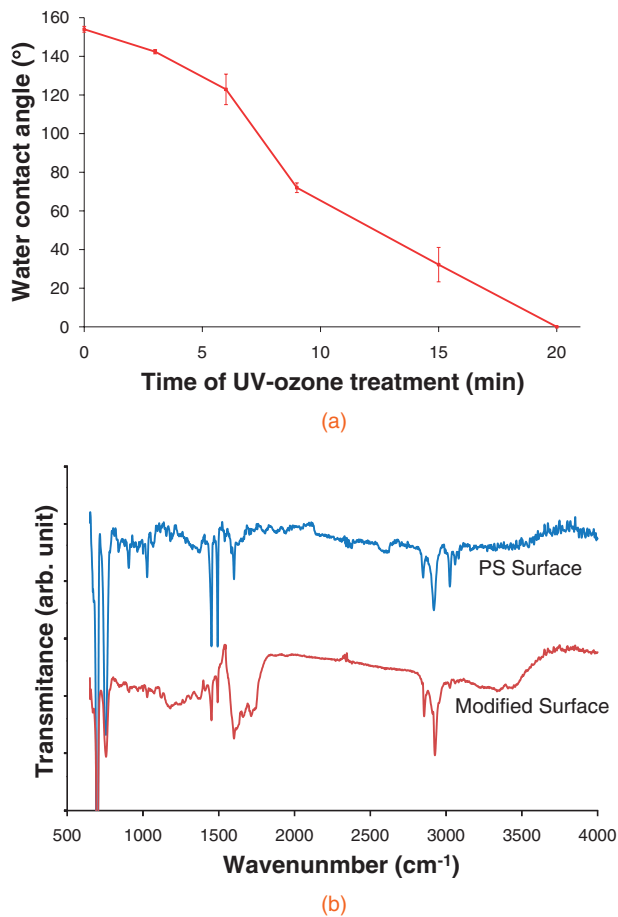 160
140
120
100
80
60
40
20
0
Water contact angle (°)
0 5 10 15 20
Time of UV-ozone treatment (min)
(a)
Transmitance (arb. unit)
PS Surface
Modified Surface
500 1000 1500 2000 2500 3000 3500 4000
Wavenunmber (cm⁻¹)
(b)